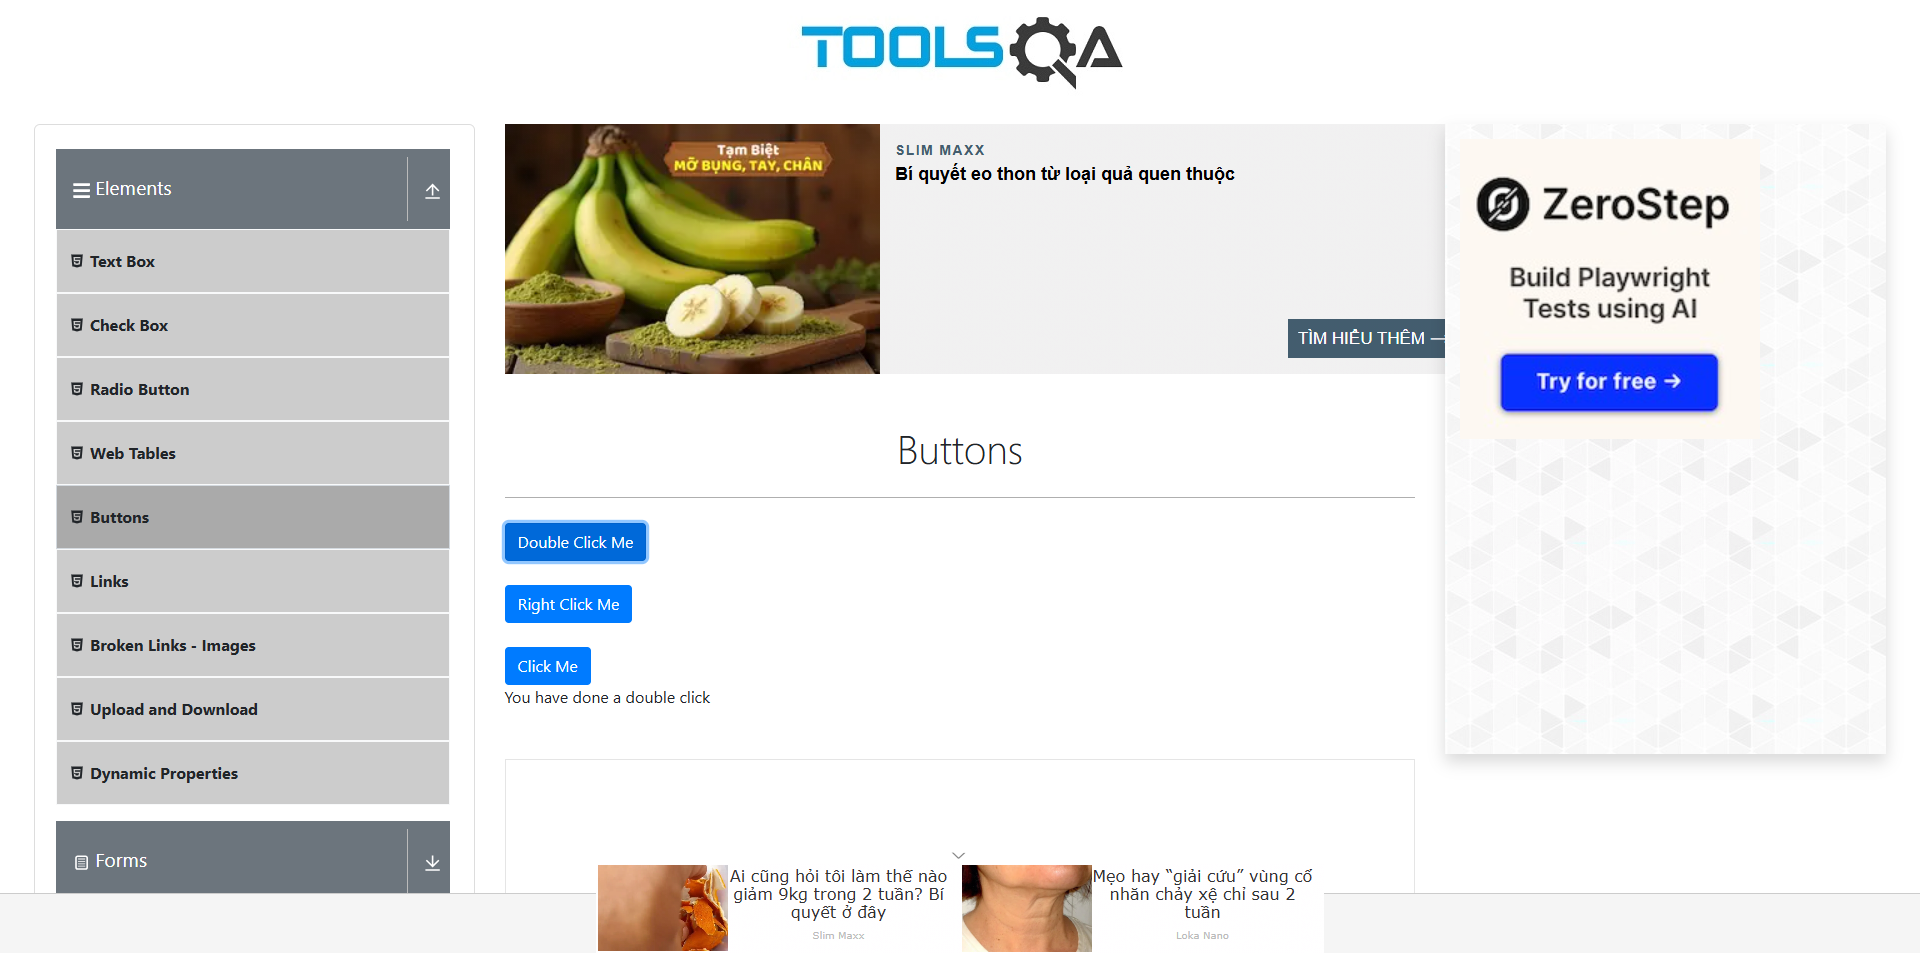 TOOLSQA
Elements
Text Box
Check Box
Radio Button
Web Tables
Buttons
Links
Broken Links - Images
Upload and Download
Dynamic Properties
Forms
Tạm Biệt
MỠ BỤNG, TAY, CHÂN
SLIM MAXX
Bí quyết eo thon từ loại quả quen thuộc
TÌM HIỂU THÊM
Buttons
Double Click Me
Right Click Me
Click Me
You have done a double click
ZeroStep
Build Playwright
Tests using AI
Try for free →
Ai cũng hỏi tôi làm thế nào
giảm 9kg trong 2 tuần? Bí
quyết ở đây
Slim Maxx
Mẹo hay “giải cứu” vùng cổ
nhăn chảy xệ chỉ sau 2
tuần
Loka Nano